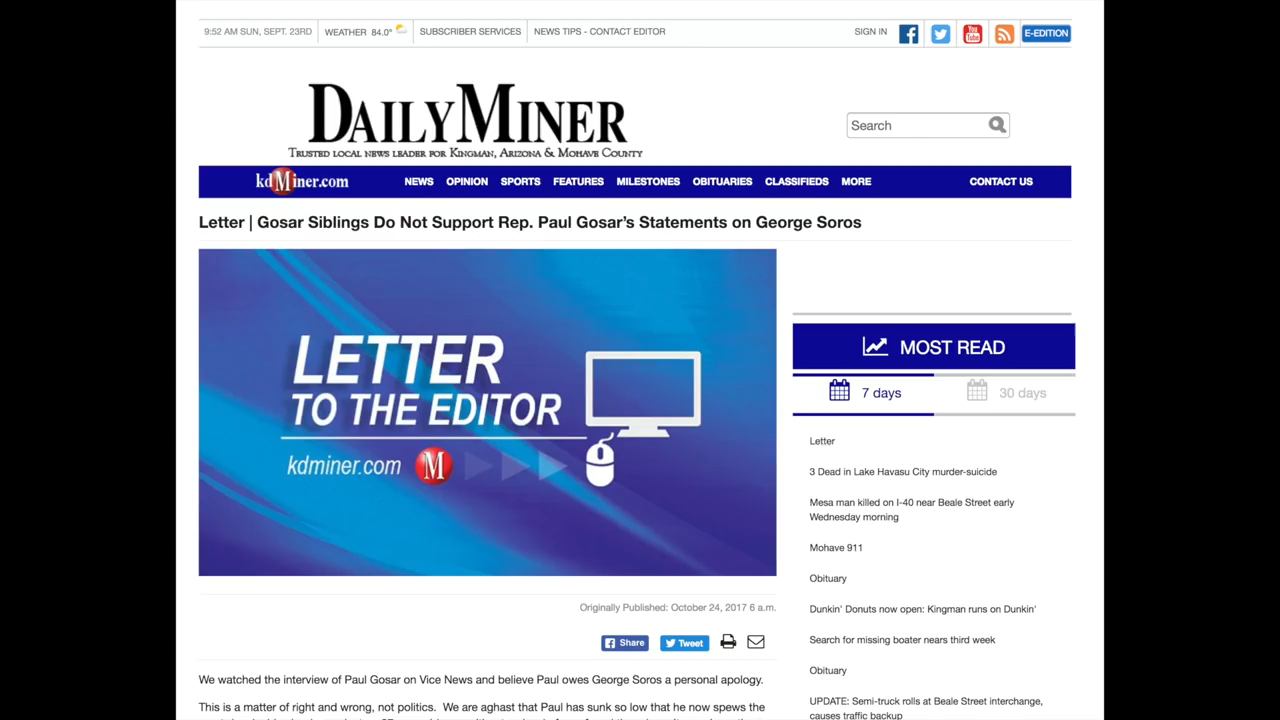 9:52 AM SUN, SEPT. 23RD
WEATHER 84.0°
SUBSCRIBER SERVICES
NEWS TIPS - CONTACT EDITOR
SIGN IN
You Tube
E-EDITION
DAILY MINER
TRUSTED LOCAL NEWS LEADER FOR KINGMAN, ARIZONA & MOHAVE COUNTY
Search
kdMiner.com
NEWS OPINION SPORTS FEATURES MILESTONES OBITUARIES CLASSIFIEDS MORE CONTACT US
Letter | Gosar Siblings Do Not Support Rep. Paul Gosar’s Statements on George Soros
LETTER
TO THE EDITOR
kdminer.com M
Originally Published: October 24, 2017 6 a.m.
Share
Tweet
We watched the interview of Paul Gosar on Vice News and believe Paul owes George Soros a personal apology.
This is a matter of right and wrong, not politics. We are aghast that Paul has sunk so low that he now spews the
MOST READ
7 days
30 days
Letter
3 Dead in Lake Havasu City murder-suicide
Mesa man killed on I-40 near Beale Street early
Wednesday morning
Mohave 911
Obituary
Dunkin' Donuts now open: Kingman runs on Dunkin'
Search for missing boater nears third week
Obituary
UPDATE: Semi-truck rolls at Beale Street interchange,
causes traffic backup